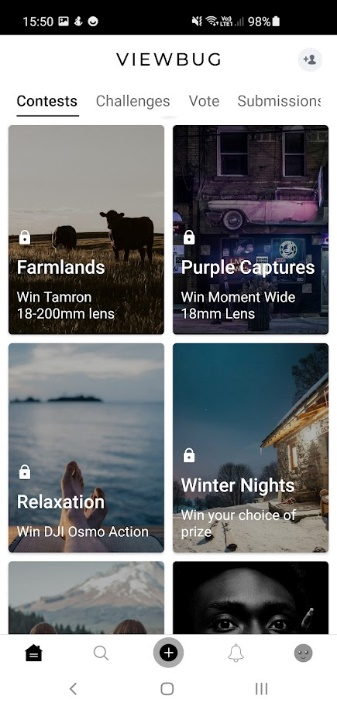 15:50 98%
VIEWBUG
Contests Challenges Vote Submissions
Farmlands
Win Tamron
18-200mm lens
Purple Captures
Win Moment Wide
18mm Lens
Relaxation
Win DJI Osmo Action
Winter Nights
Win your choice of
prize